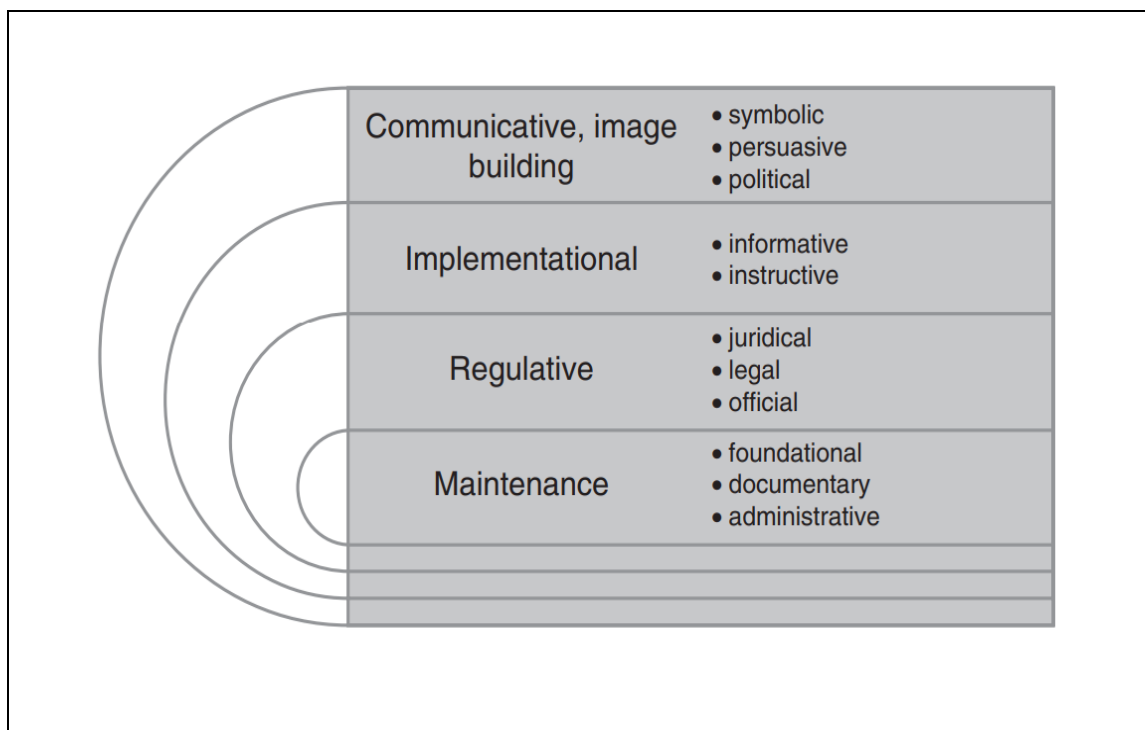 Communicative, image
building
• symbolic
• persuasive
• political
Implementational
• informative
• instructive
Regulative
• juridical
• legal
• official
Maintenance
• foundational
• documentary
• administrative